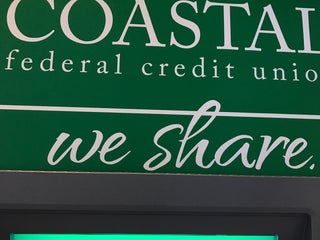 COASTAL
federal credit unio
we share.